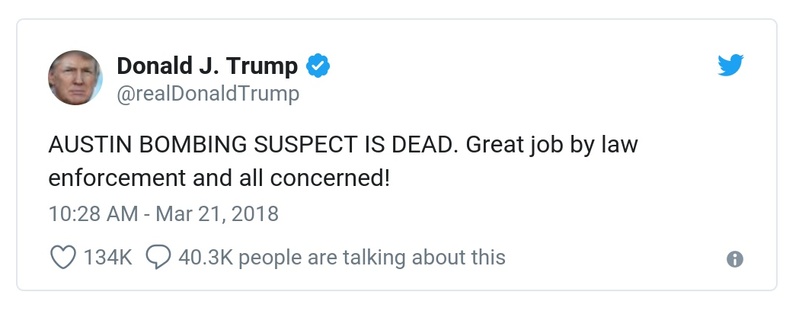 Donald J. Trump
@realDonaldTrump
AUSTIN BOMBING SUSPECT IS DEAD. Great job by law
enforcement and all concerned!
10:28 AM - Mar 21, 2018
134K 40.3K people are talking about this